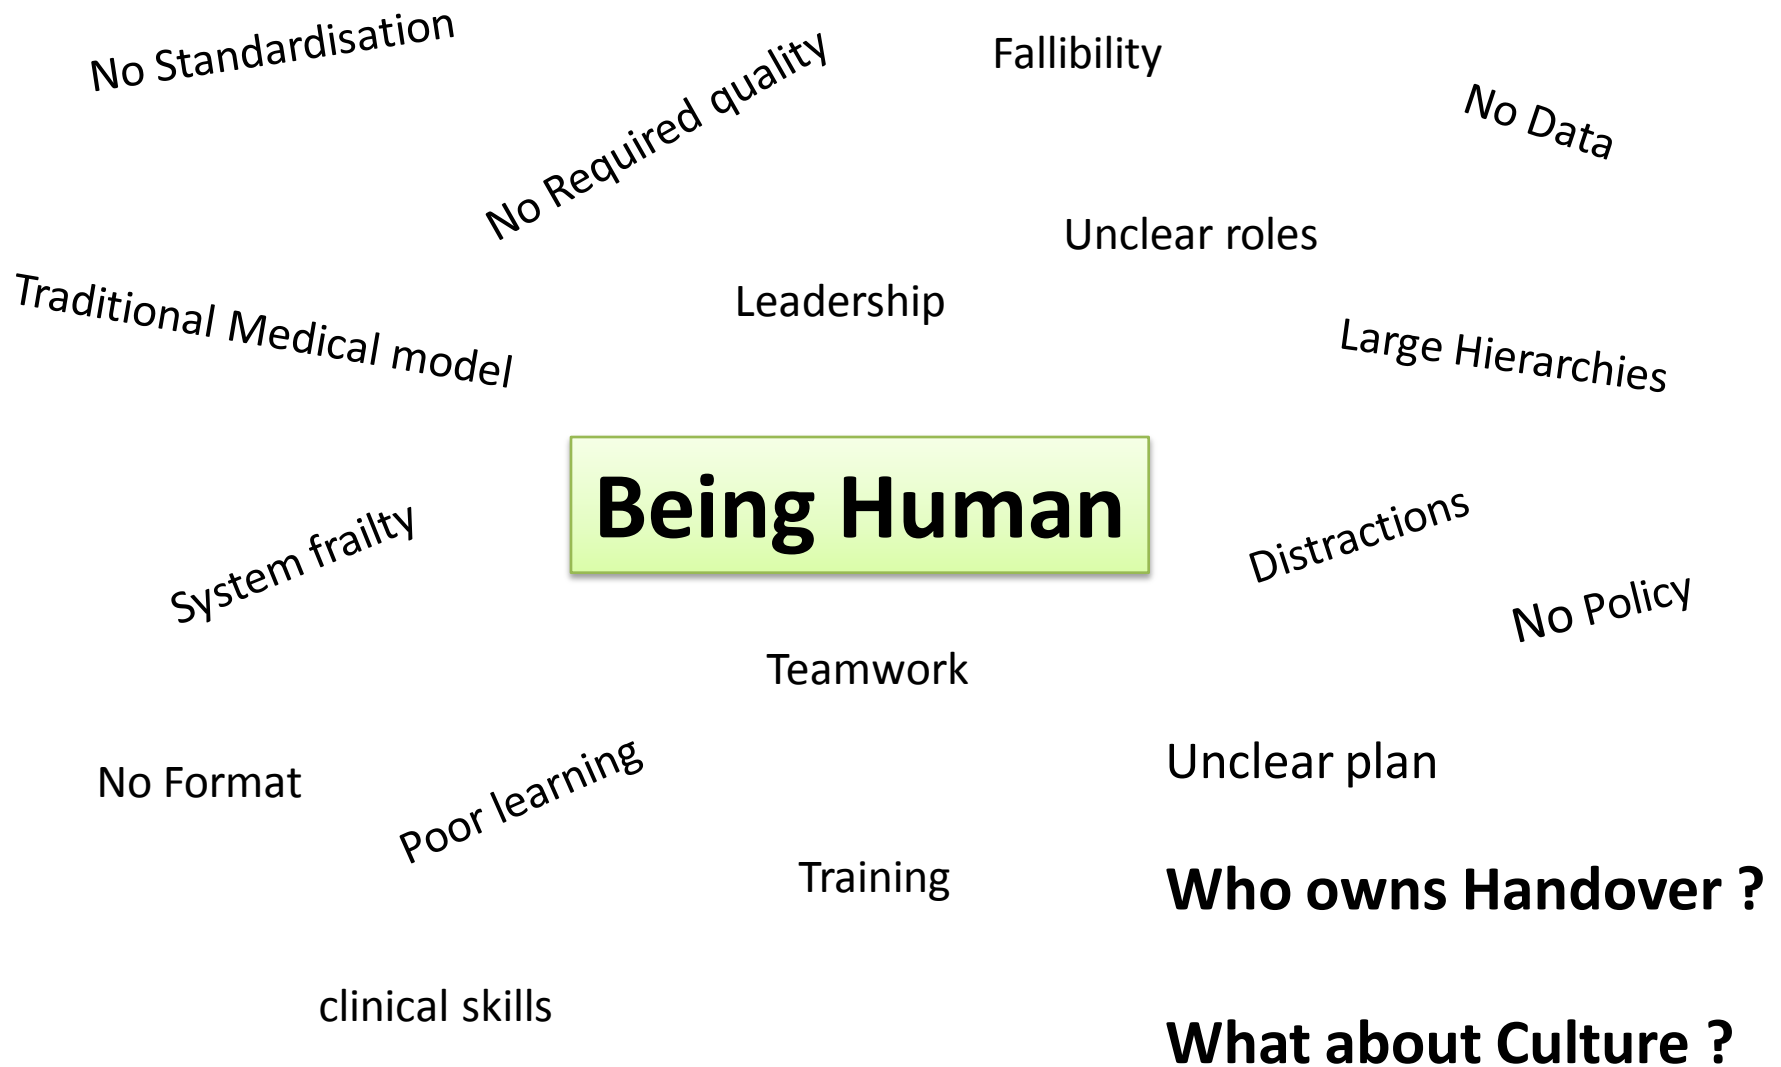 No Standardisation
No Required quality
Fallibility
No Data
Unclear roles
Traditional Medical model
Leadership
Large Hierarchies
Being Human
System frailty
Distractions
No Policy
Teamwork
No Format
Poor learning
Unclear plan
Training
Who owns Handover ?
clinical skills
What about Culture ?